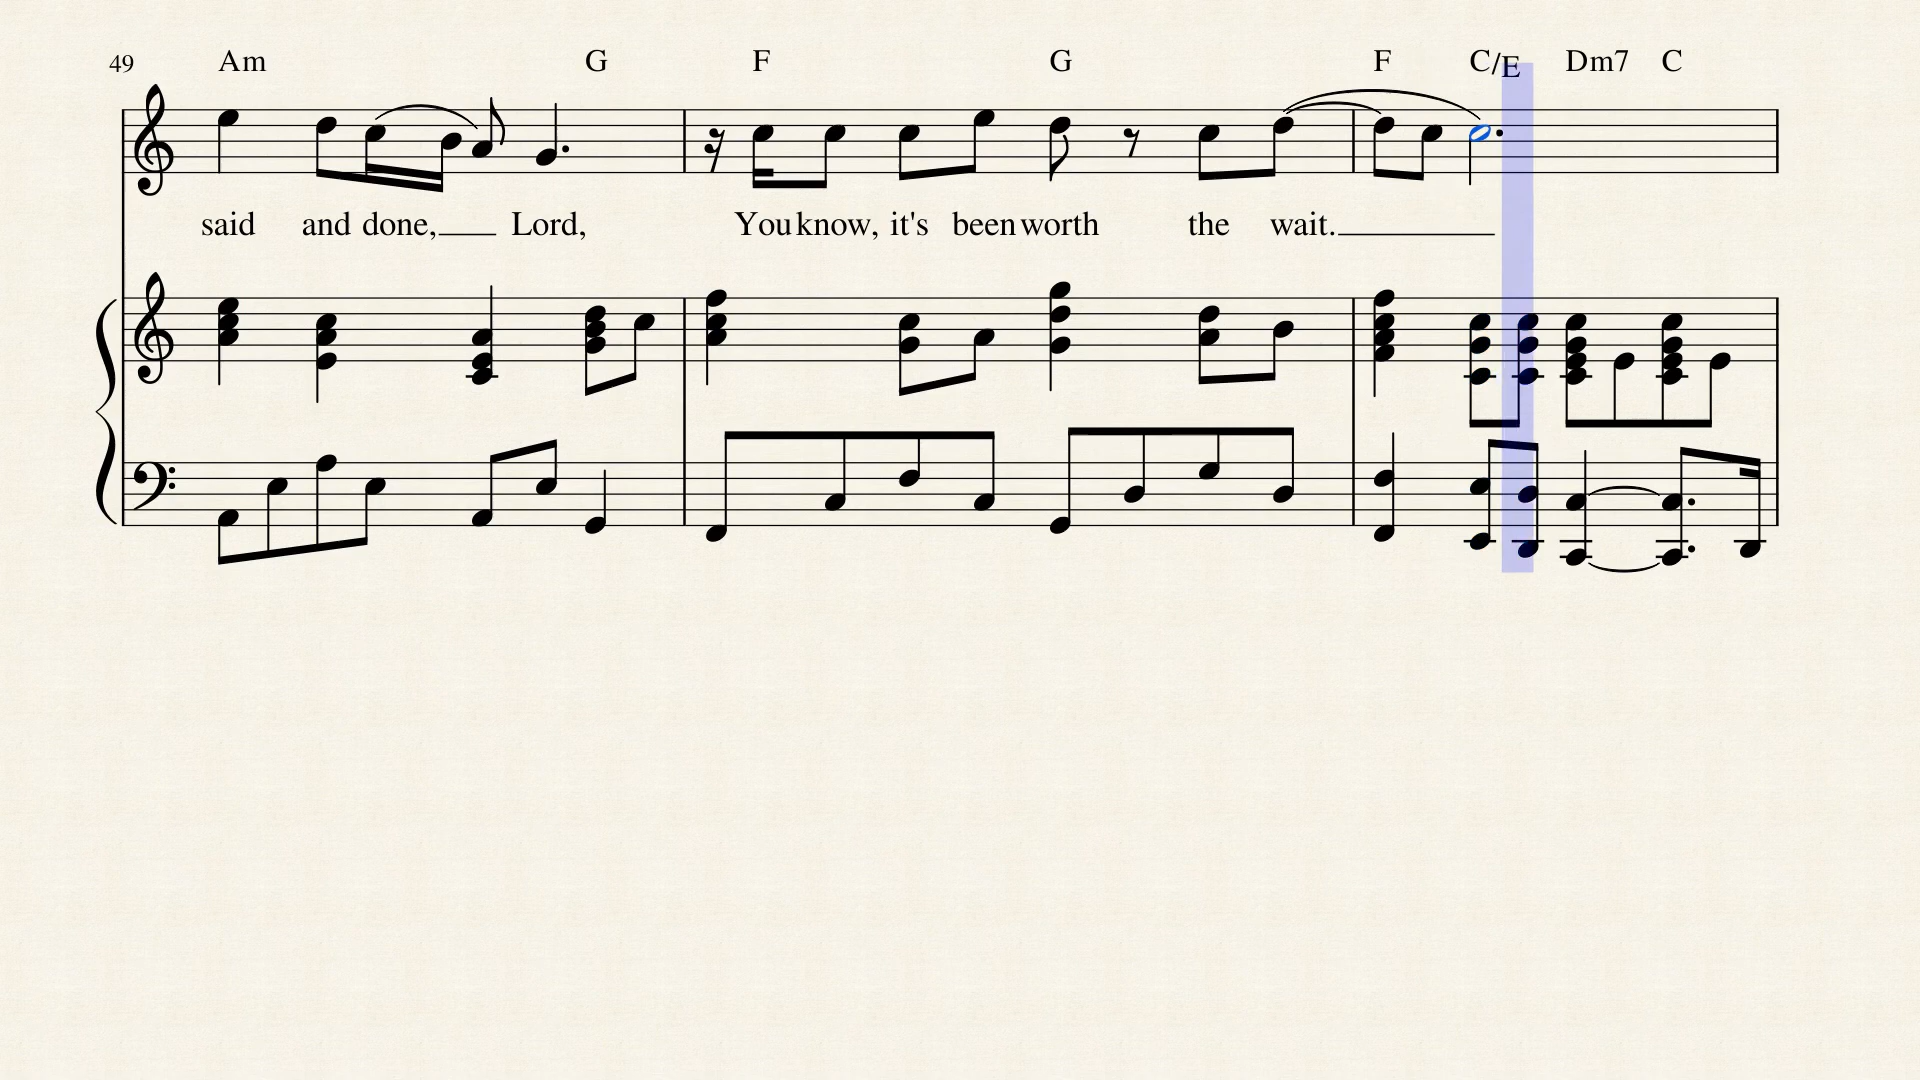 49 Am G F G F C/E Dm7 C
said and done, Lord, You know, it's been worth the wait.